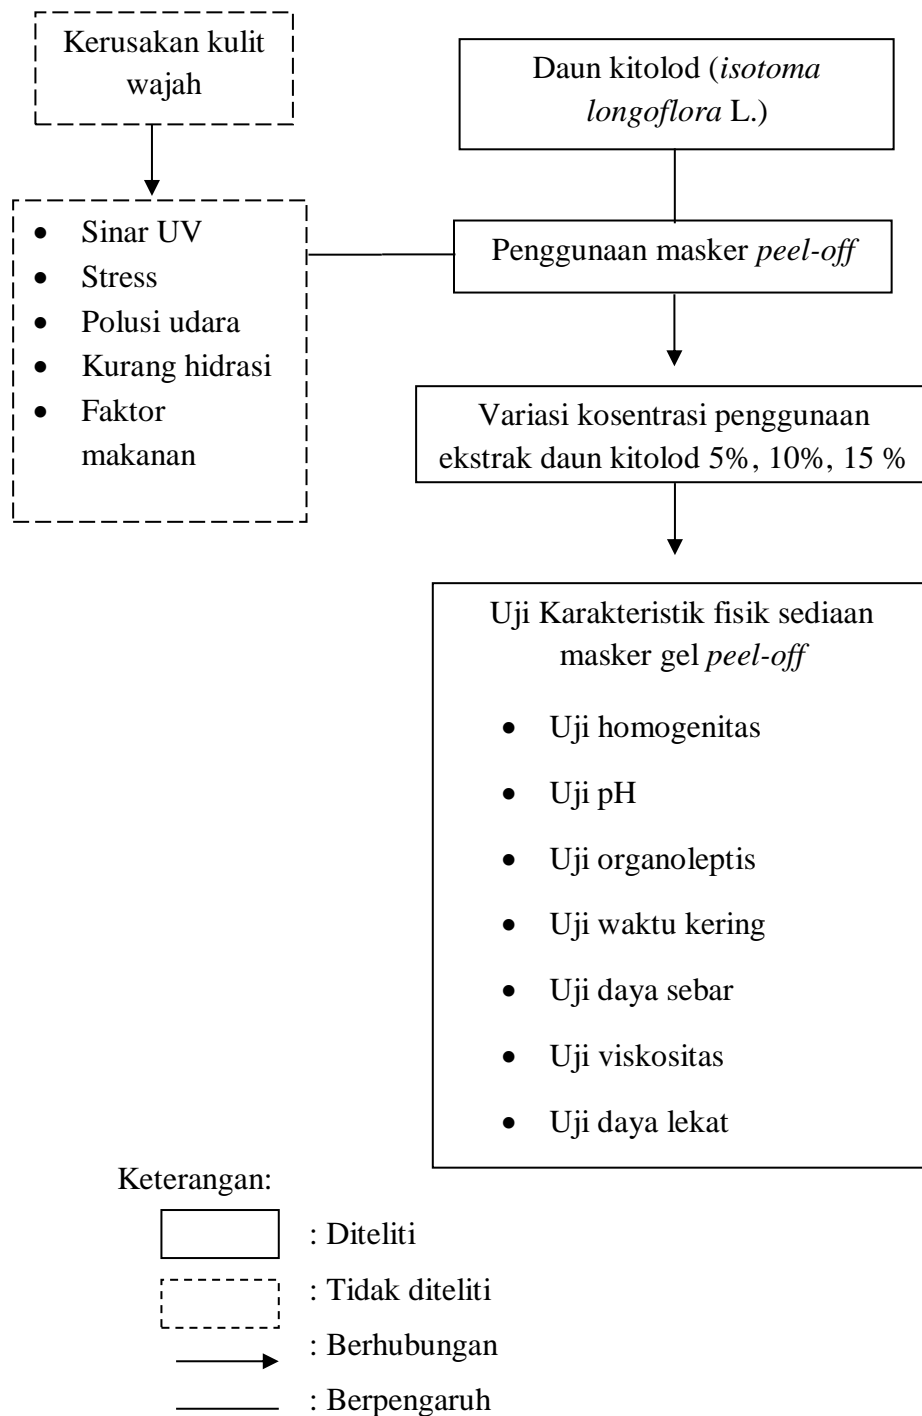 Kerusakan kulit
wajah
• Sinar UV
• Stress
• Polusi udara
• Kurang hidrasi
• Faktor
makanan
Daun kitolod (isotoma
longoflora L.)
Penggunaan masker peel-off
Variasi kosentrasi penggunaan
ekstrak daun kitolod 5%, 10%, 15 %
Uji Karakteristik fisik sediaan
masker gel peel-off
• Uji homogenitas
• Uji pH
• Uji organoleptis
• Uji waktu kering
• Uji daya sebar
• Uji viskositas
• Uji daya lekat
Keterangan:
: Diteliti
: Tidak diteliti
: Berhubungan
: Berpengaruh